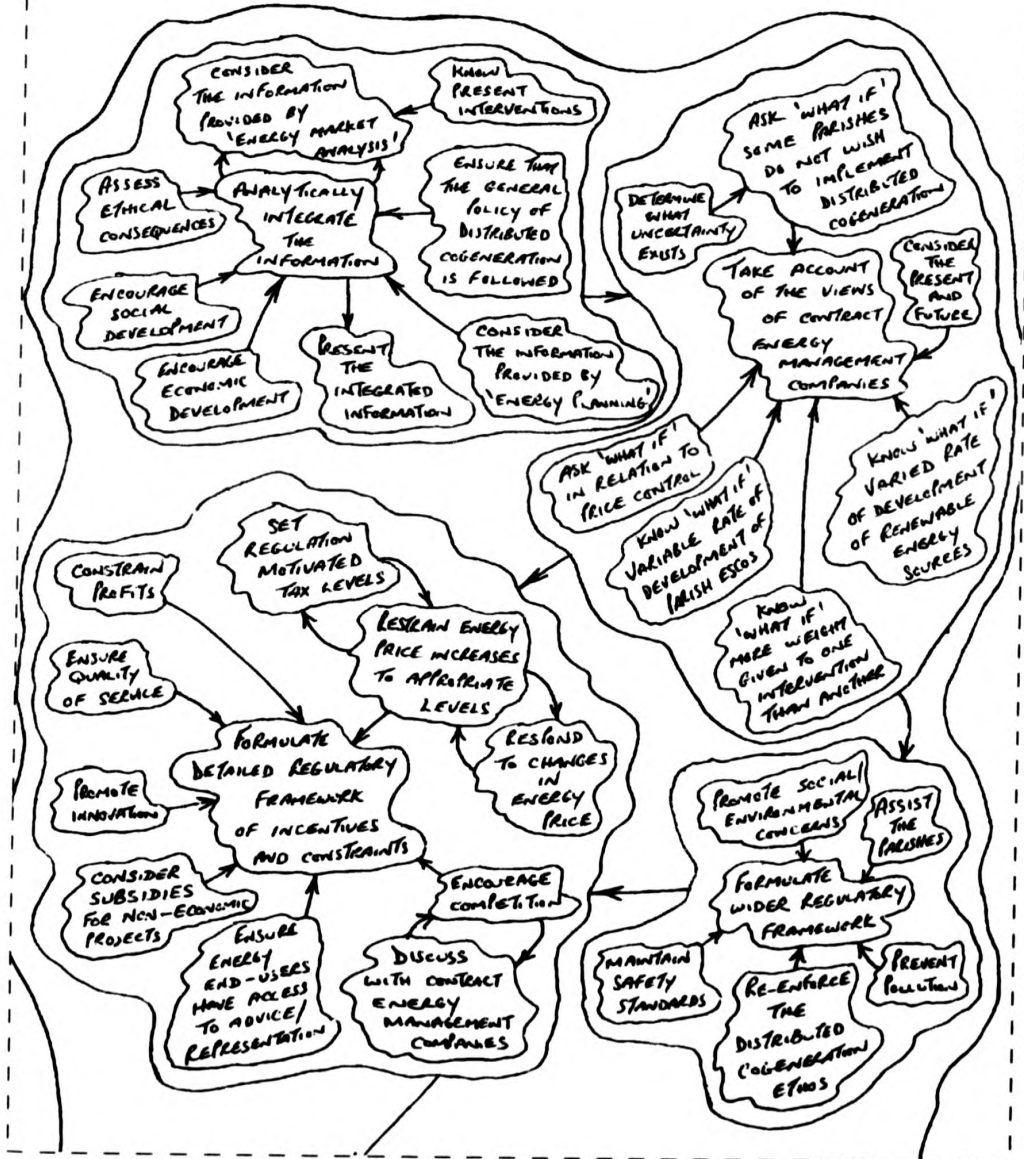 CONSIDER
THE INFORMATION
PROVIDED BY
'ENERGY MARKET
ANALYSIS'
KNOW
PRESENT
INTERVENTIONS
ASSESS
ETHICAL
CONSEQUENCES
ANALYTICALLY
INTEGRATE
THE
INFORMATION
ENSURE THAT
THE GENERAL
POLICY OF
DISTRIBUTED
COGENERATION
IS FOLLOWED
ENCOURAGE
SOCIAL
DEVELOPMENT
ENCOURAGE
ECONOMIC
DEVELOPMENT
PRESENT
THE
INTEGRATED
INFORMATION
CONSIDER
THE INFORMATION
PROVIDED BY
'ENERGY PLANNING'
ASK 'WHAT IF'
SOME PARISHES
DO NOT WISH
TO IMPLEMENT
DISTRIBUTED
COGENERATION
DETERMINE
WHAT
UNCERTAINTY
EXISTS
TAKE ACCOUNT
OF THE VIEWS
OF CONTRACT
ENERGY
MANAGEMENT
COMPANIES
CONSIDER
THE
PRESENT
AND
FUTURE
ASK 'WHAT IF'
IN RELATION TO
PRICE CONTROL
KNOW 'WHAT IF'
VARIABLE RATE OF
DEVELOPMENT OF
PARISH ESCOS
KNOW 'WHAT IF'
VARIED RATE
OF DEVELOPMENT
OF RENEWABLE
ENERGY
SOURCES
KNOW
'WHAT IF'
MORE WEIGHT
GIVEN TO ONE
INTERVENTION
THAN ANOTHER
SET
REGULATION
MOTIVATED
TAX LEVELS
CONSTRAIN
PROFITS
RESTRAIN ENERGY
PRICE INCREASES
TO APPROPRIATE
LEVELS
ENSURE
QUALITY
OF SERVICE
FORMULATE
DETAILED REGULATORY
FRAMEWORK
OF INCENTIVES
AND CONSTRAINTS
RESPOND
TO CHANGES
IN
ENERGY
PRICE
PROMOTE
INNOVATION
CONSIDER
SUBSIDIES
FOR NON-ECONOMIC
PROJECTS
ENSURE
ENERGY
END-USERS
HAVE ACCESS
TO ADVICE/
REPRESENTATION
ENCOURAGE
COMPETITION
DISCUSS
WITH CONTRACT
ENERGY
MANAGEMENT
COMPANIES
PROMOTE SOCIAL/
ENVIRONMENTAL
CONCERNS
ASSIST
THE
PARISHES
FORMULATE
WIDER REGULATORY
FRAMEWORK
MAINTAIN
SAFETY
STANDARDS
RE-ENFORCE
THE
DISTRIBUTED
COGENERATION
ETHOS
PREVENT
POLLUTION